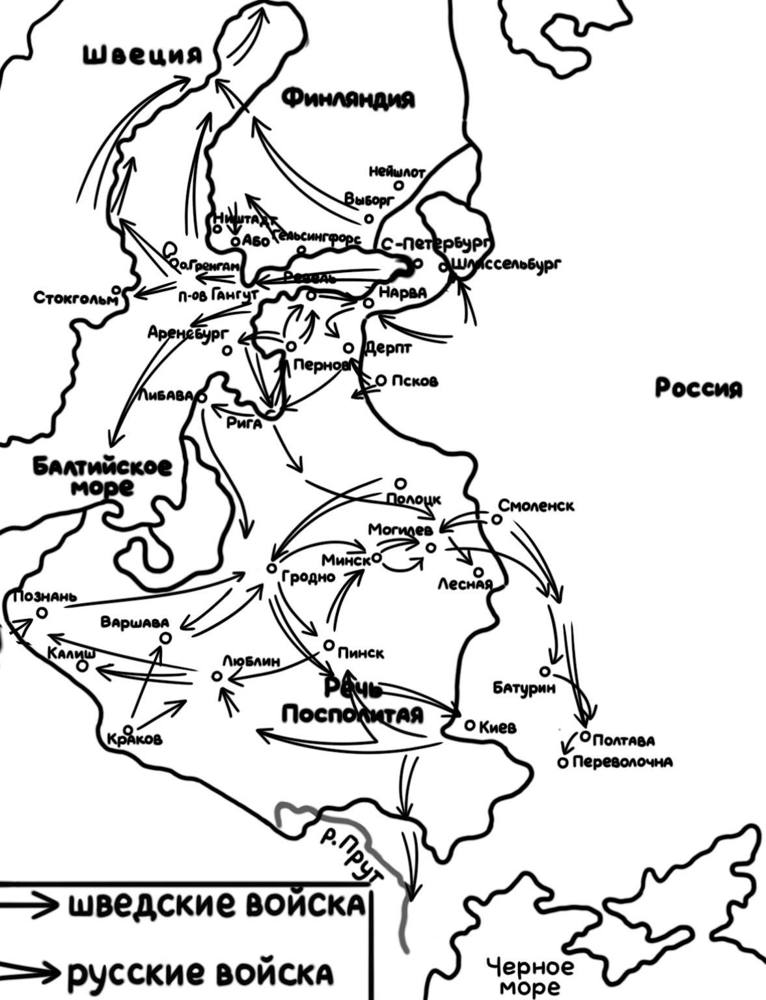 Швеция
Финляндия
Нейшлот
Выборг
Ништадт
Або
Гельсингфорс
С-Петербург
Шлиссельбург
о.Гренгам
п-ов Гангут
Ревель
Нарва
Стокгольм
Аренсбург
Пернов
Дерпт
Псков
Россия
Либава
Рига
Балтийское
море
Полоцк
Смоленск
Могилев
Минск
Гродно
Лесная
Познань
Варшава
Калиш
Люблин
Пинск
Речь
Посполитая
Батурин
Краков
Киев
Полтава
Переволочна
р.Прут
шведские войска
русские войска
Черное
море